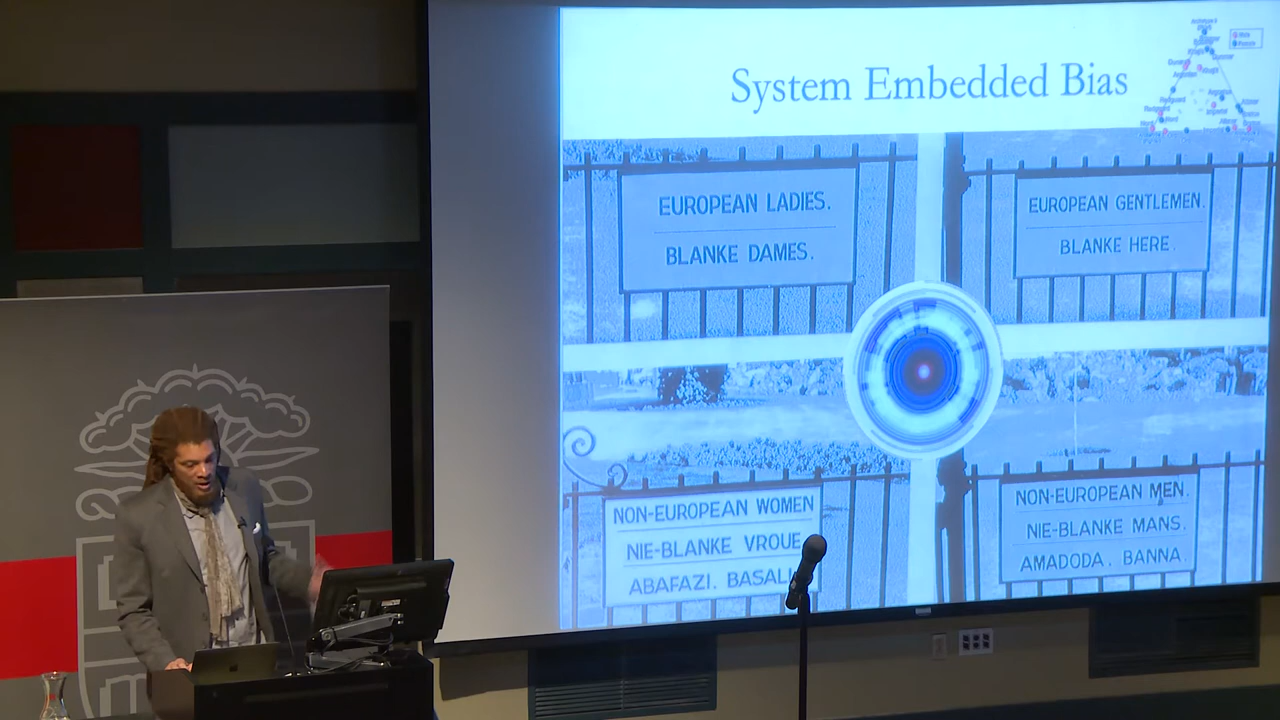 System Embedded Bias
EUROPEAN LADIES.
BLANKE DAMES.
EUROPEAN GENTLEMEN.
BLANKE HERE.
NON-EUROPEAN WOMEN
NIE-BLANKE VROUE
ABAFAZI. BASALI
NON-EUROPEAN MEN.
NIE-BLANKE MANS.
AMADODA. BANNA